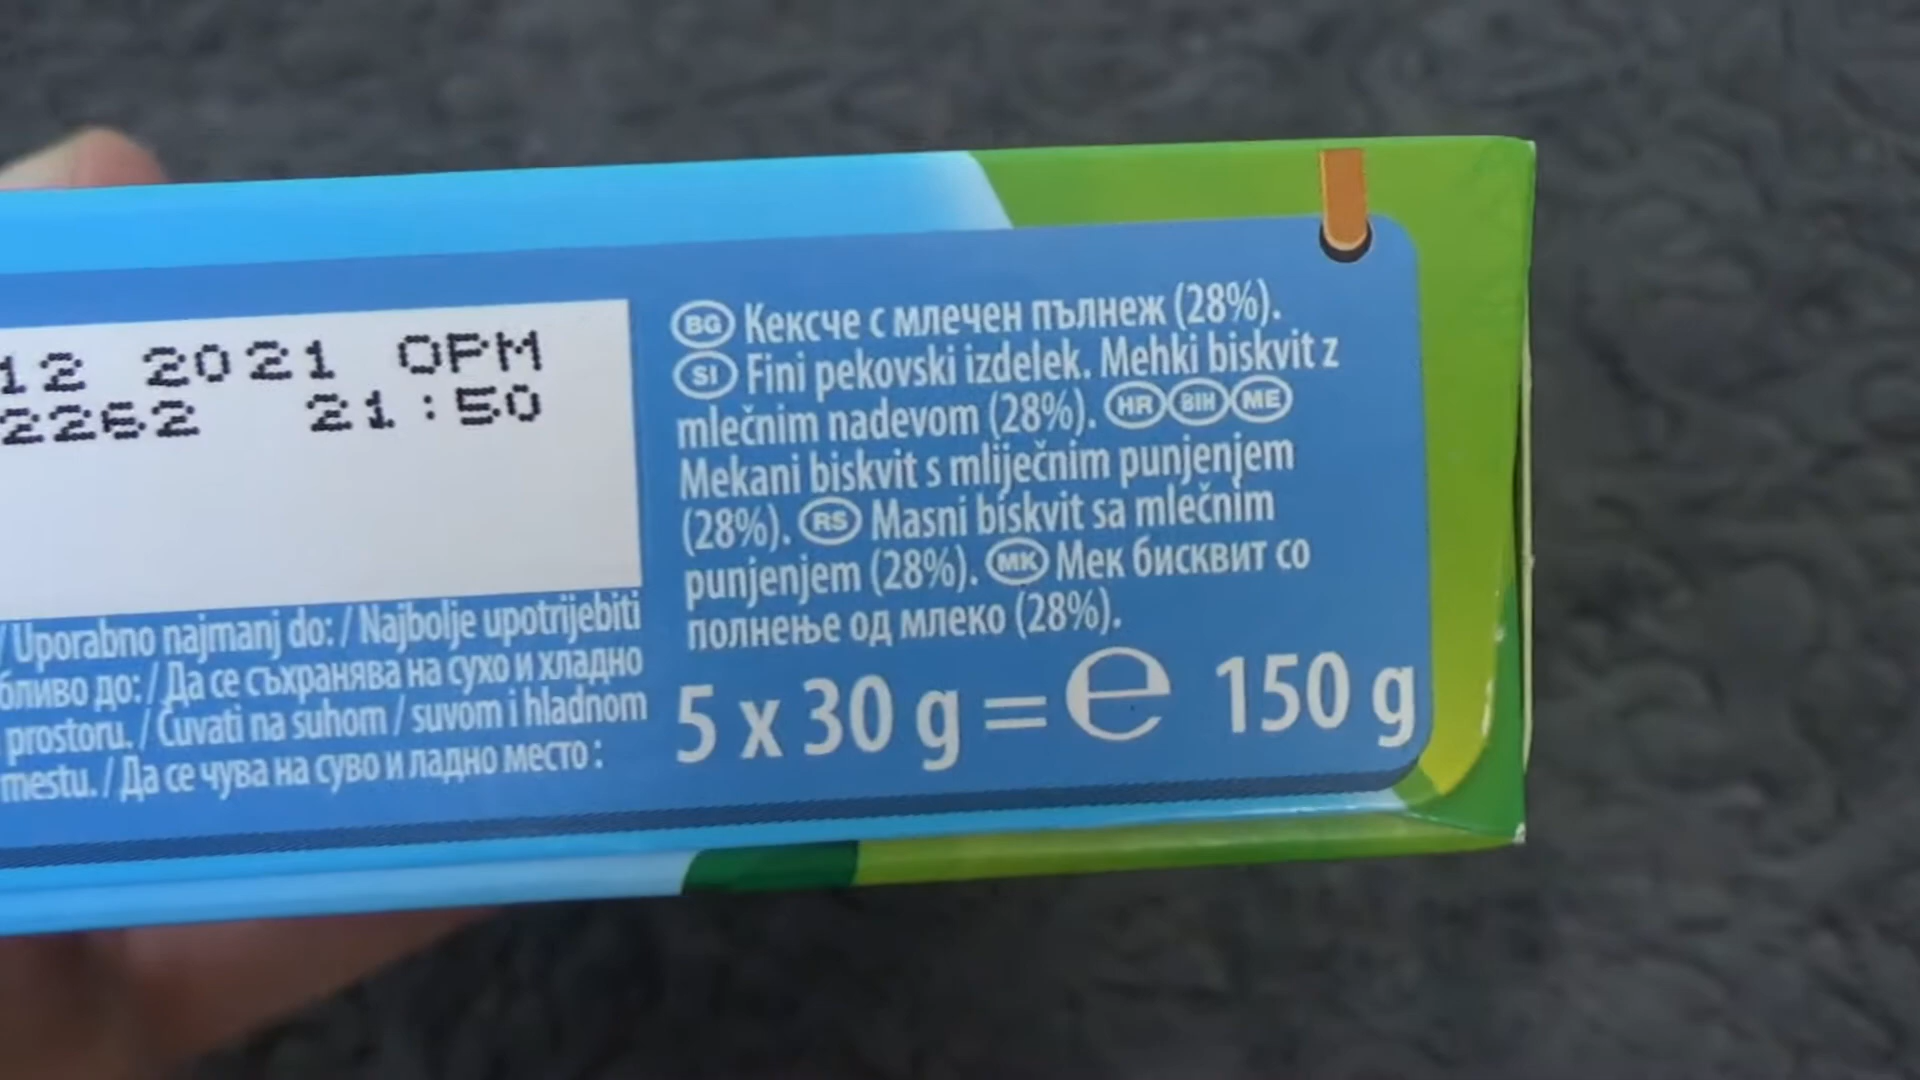 12 2021 OPM
2262 21:50
/ Uporabno najmanj do: / Najbolje upotrijebiti
бливо до: / Да се съхранява на сухо и хладно
prostoru. / Čuvati na suhom / suvom i hladnom
mestu. / Да се чува на суво и ладно место :
BG Кексче с млечен пълнеж (28%).
SI Fini pekovski izdelek. Mehki biskvit z
mlečnim nadevom (28%). HR BIH ME
Mekani biskvit s mliječnim punjenjem
(28%). RS Masni biskvit sa mlečnim
punjenjem (28%). MK Мек бисквит со
полнење од млеко (28%).
5 x 30 g = e 150 g